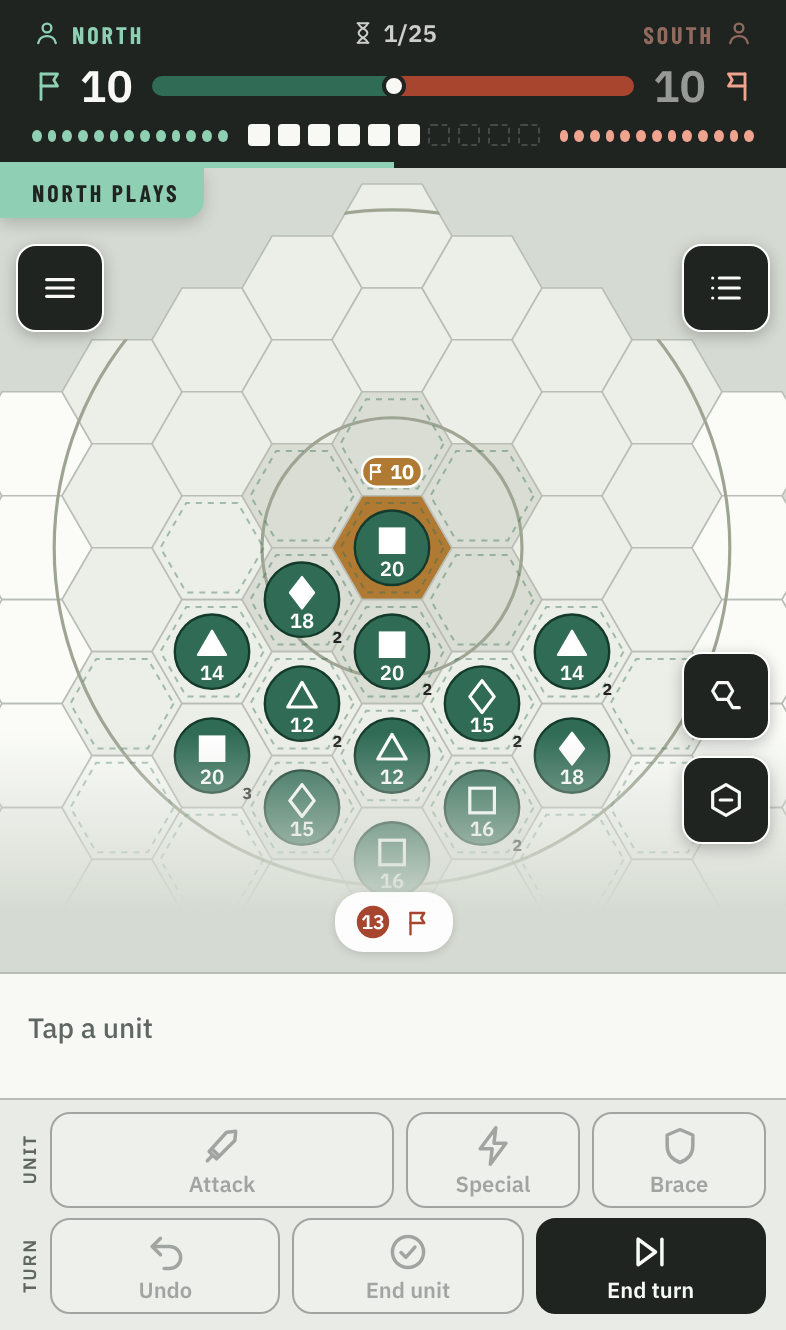 NORTH 1/25 SOUTH
10 10
NORTH PLAYS
10
20
18 2
14 20 2 14 2
12 2 15 2
20 3 12 18
15 16 2
16
13
Tap a unit
UNIT
Attack Special Brace
TURN
Undo End unit End turn